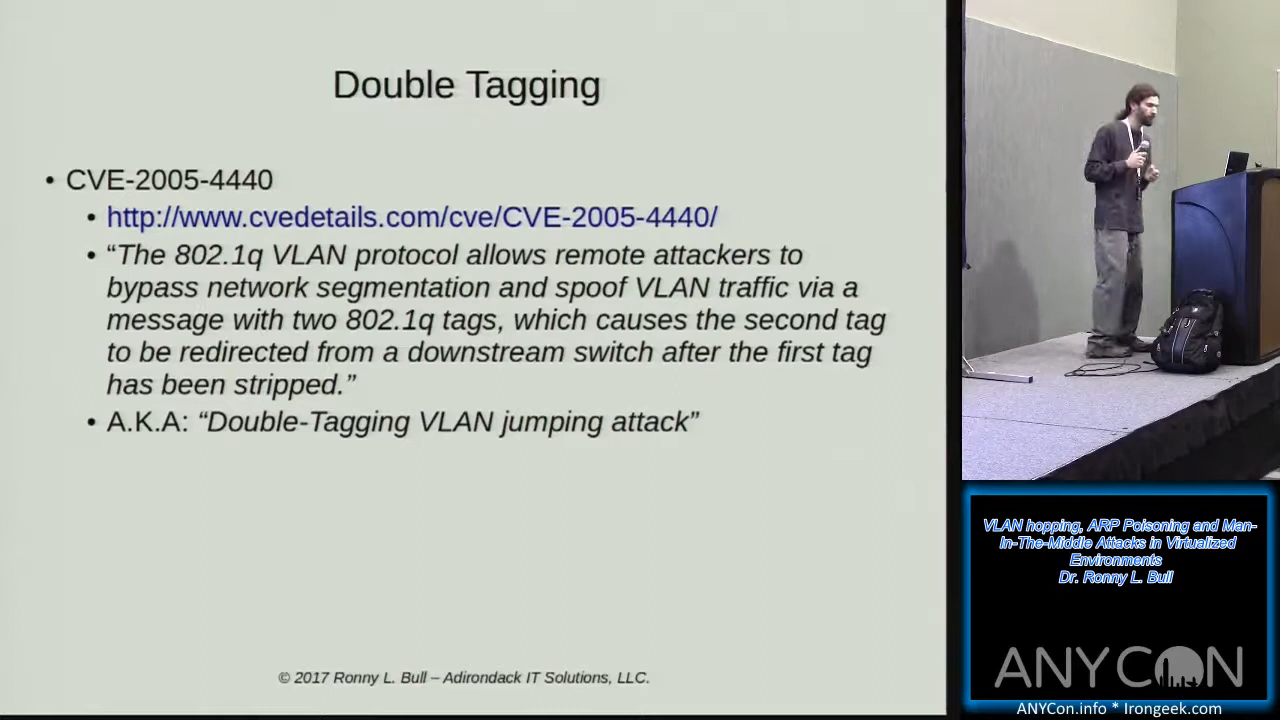 Double Tagging
• CVE-2005-4440
• http://www.cvedetails.com/cve/CVE-2005-4440/
• “The 802.1q VLAN protocol allows remote attackers to
bypass network segmentation and spoof VLAN traffic via a
message with two 802.1q tags, which causes the second tag
to be redirected from a downstream switch after the first tag
has been stripped.”
• A.K.A: “Double-Tagging VLAN jumping attack”
© 2017 Ronny L. Bull – Adirondack IT Solutions, LLC.
VLAN hopping, ARP Poisoning and Man-
In-The-Middle Attacks in Virtualized
Environments
Dr. Ronny L. Bull
ANYCON
ANYCon.info * Irongeek.com